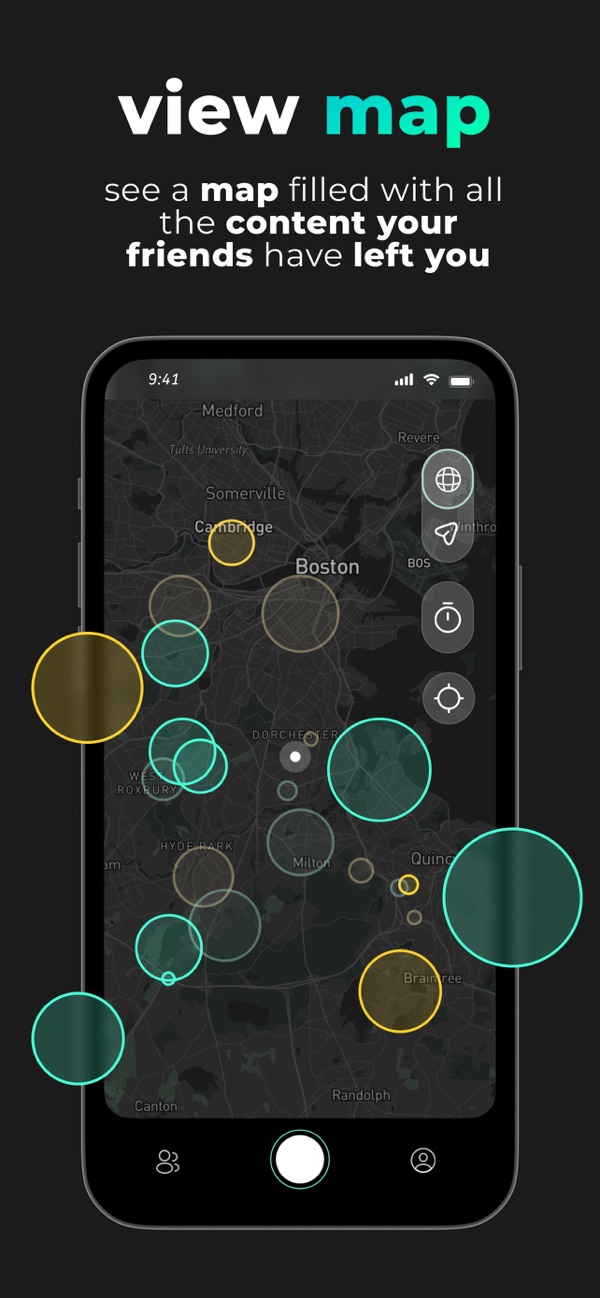 view map
see a map filled with all
the content your
friends have left you
9:41
Medford
Revere
Tufts University
Somerville
Cambridge
Winthro
Boston
BOS
DORCHESTER
WEST
ROXBURY
HYDE PARK
am
Milton
Quincy
Braintree
Randolph
Canton